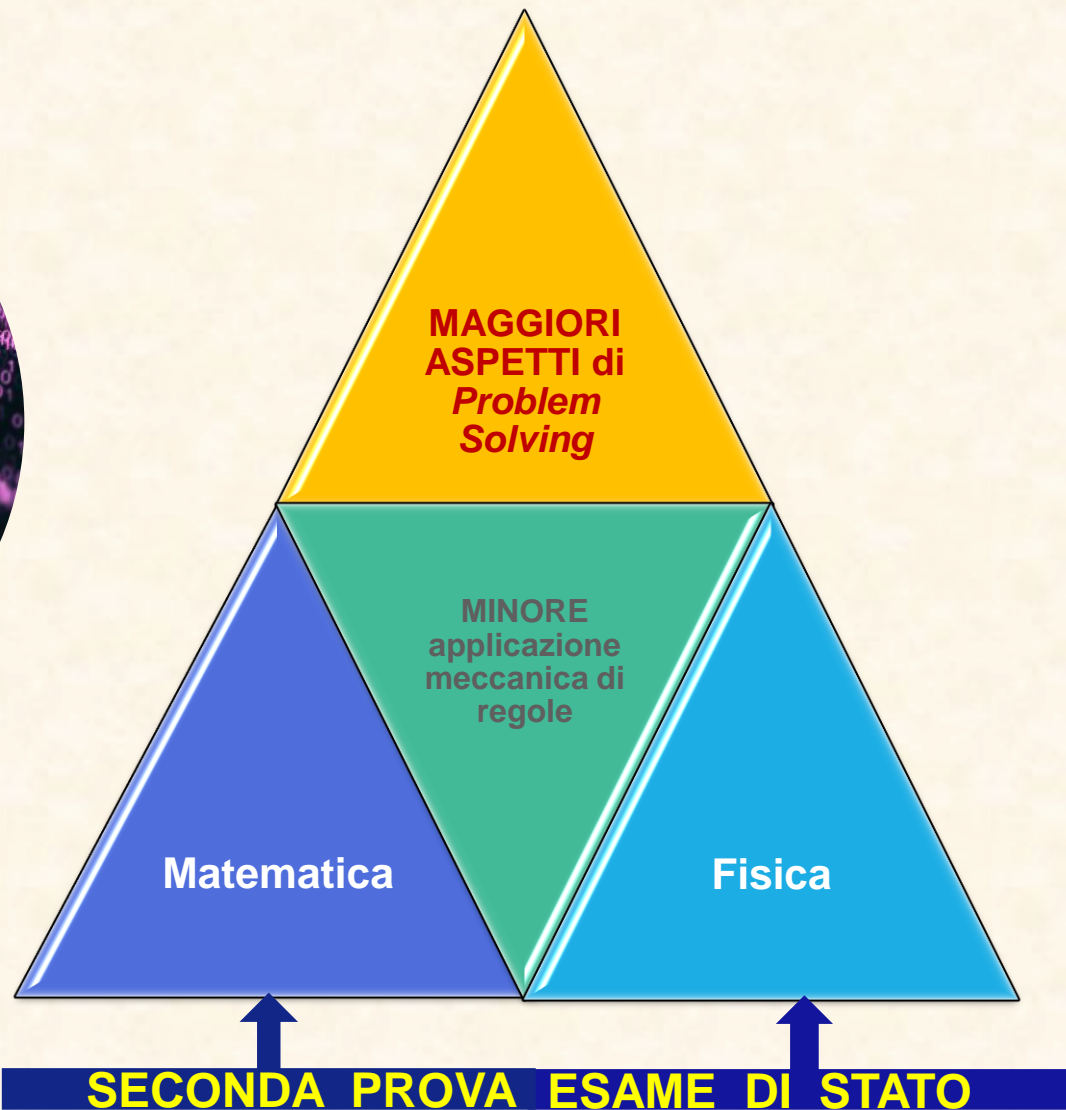 MAGGIORI
ASPETTI di
Problem
Solving
MINORE
applicazione
meccanica di
regole
Matematica
Fisica
SECONDA PROVA ESAME DI STATO